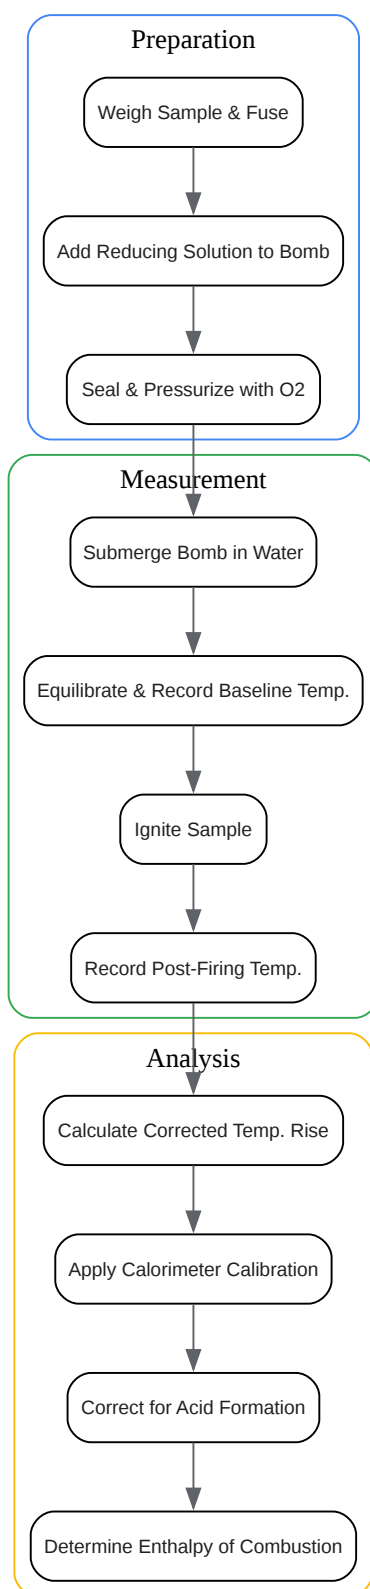 Preparation
Weigh Sample & Fuse
Add Reducing Solution to Bomb
Seal & Pressurize with O2
Measurement
Submerge Bomb in Water
Equilibrate & Record Baseline Temp.
Ignite Sample
Record Post-Firing Temp.
Analysis
Calculate Corrected Temp. Rise
Apply Calorimeter Calibration
Correct for Acid Formation
Determine Enthalpy of Combustion